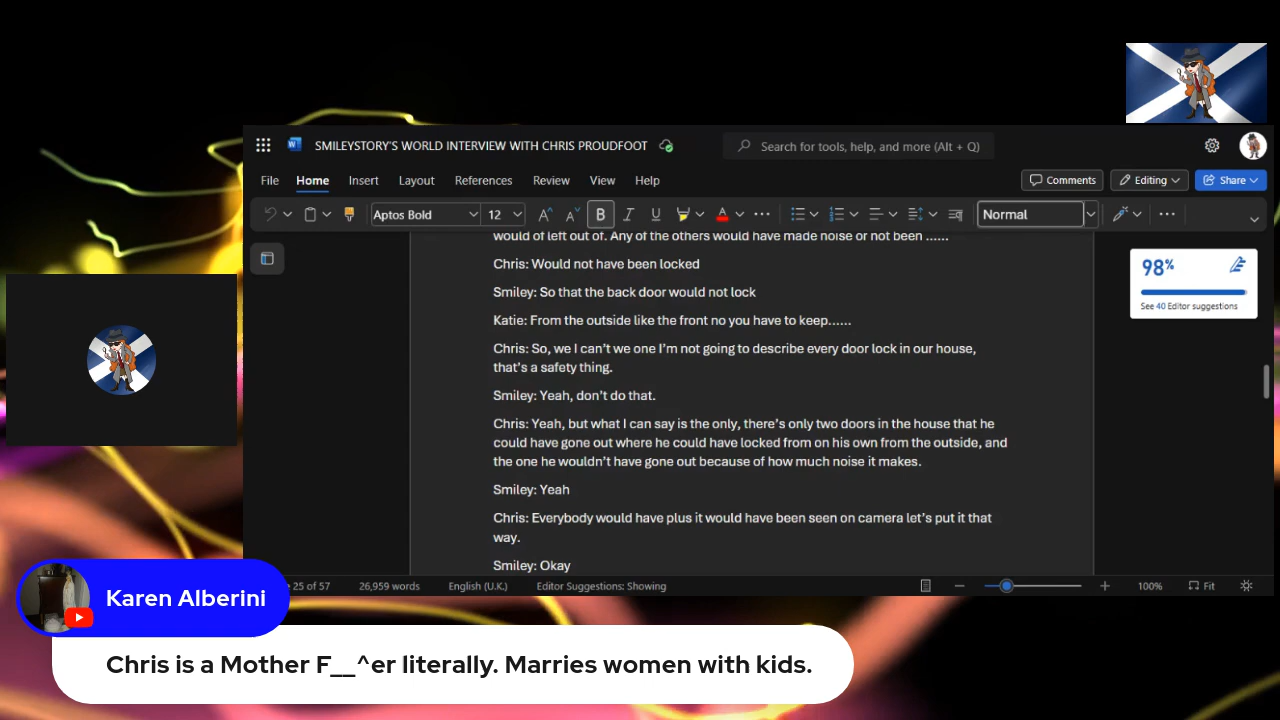 SMILEYSTORY'S WORLD INTERVIEW WITH CHRIS PROUDFOOT
Search for tools, help, and more (Alt + Q)
File Home Insert Layout References Review View Help
Comments Editing Share
Aptos Bold 12 Normal
would of left out of. Any of the others would have made noise or not been ......
Chris: Would not have been locked
Smiley: So that the back door would not lock
Katie: From the outside like the front no you have to keep......
Chris: So, we I can't we one I'm not going to describe every door lock in our house,
that's a safety thing.
Smiley: Yeah, don't do that.
Chris: Yeah, but what I can say is the only, there's only two doors in the house that he
could have gone out where he could have locked from on his own from the outside, and
the one he wouldn't have gone out because of how much noise it makes.
Smiley: Yeah
Chris: Everybody would have plus it would have been seen on camera let's put it that
way.
Smiley: Okay
98%
See 40 Editor suggestions
25 of 57 26,959 words English (U.K.) Editor Suggestions: Showing 100% Fit
Karen Alberini
Chris is a Mother F__^er literally. Marries women with kids.